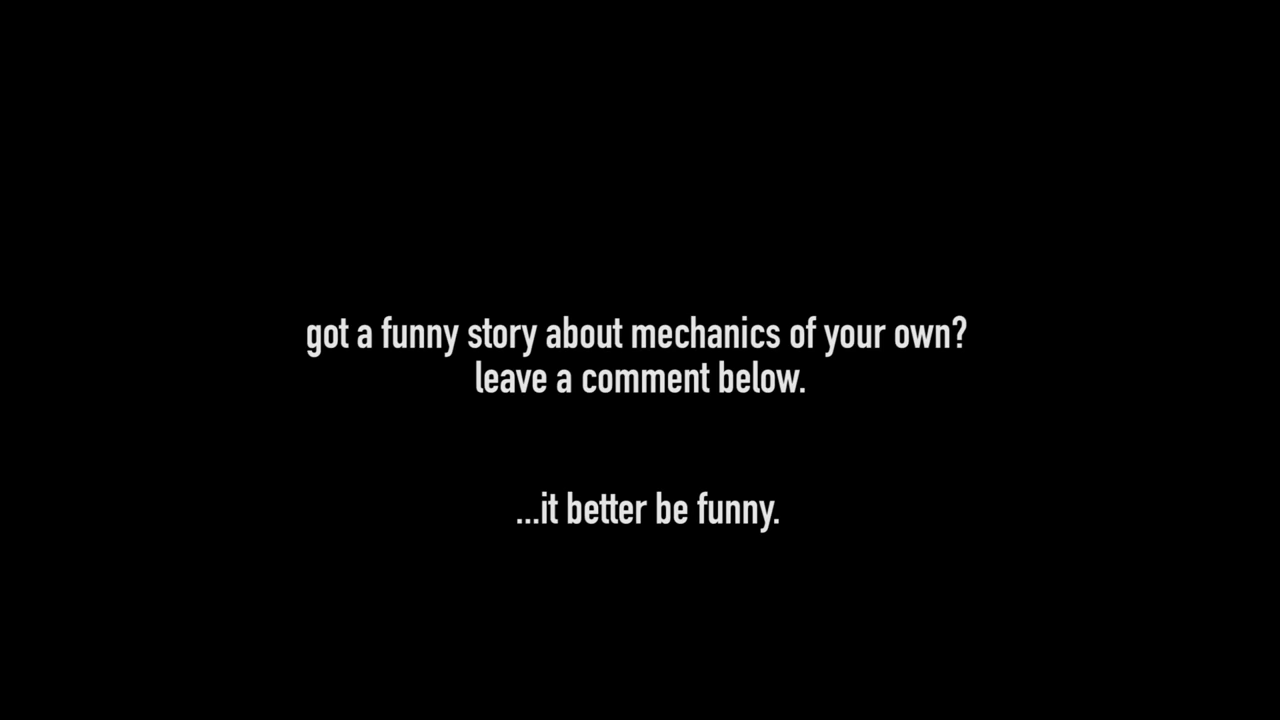 got a funny story about mechanics of your own?
leave a comment below.
...it better be funny.